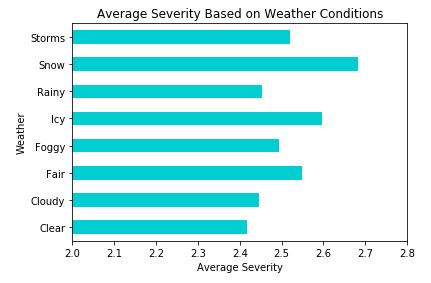 Average Severity Based on Weather Conditions
Storms
Snow
Rainy
Icy
Foggy
Fair
Cloudy
Clear
Weather
2.0 2.1 2.2 2.3 2.4 2.5 2.6 2.7 2.8
Average Severity